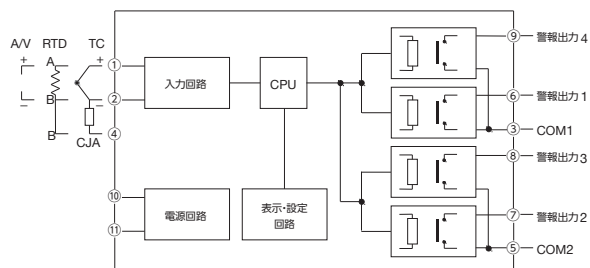 A/V RTD TC
+ A + ① 入力回路 CPU ⑨ 警報出力4
− B − ② ⑥ 警報出力1
B ④ ③ COM1
CJA ⑧ 警報出力3
⑩ 電源回路 表示・設定
回路 ⑦ 警報出力2
⑪ ⑤ COM2